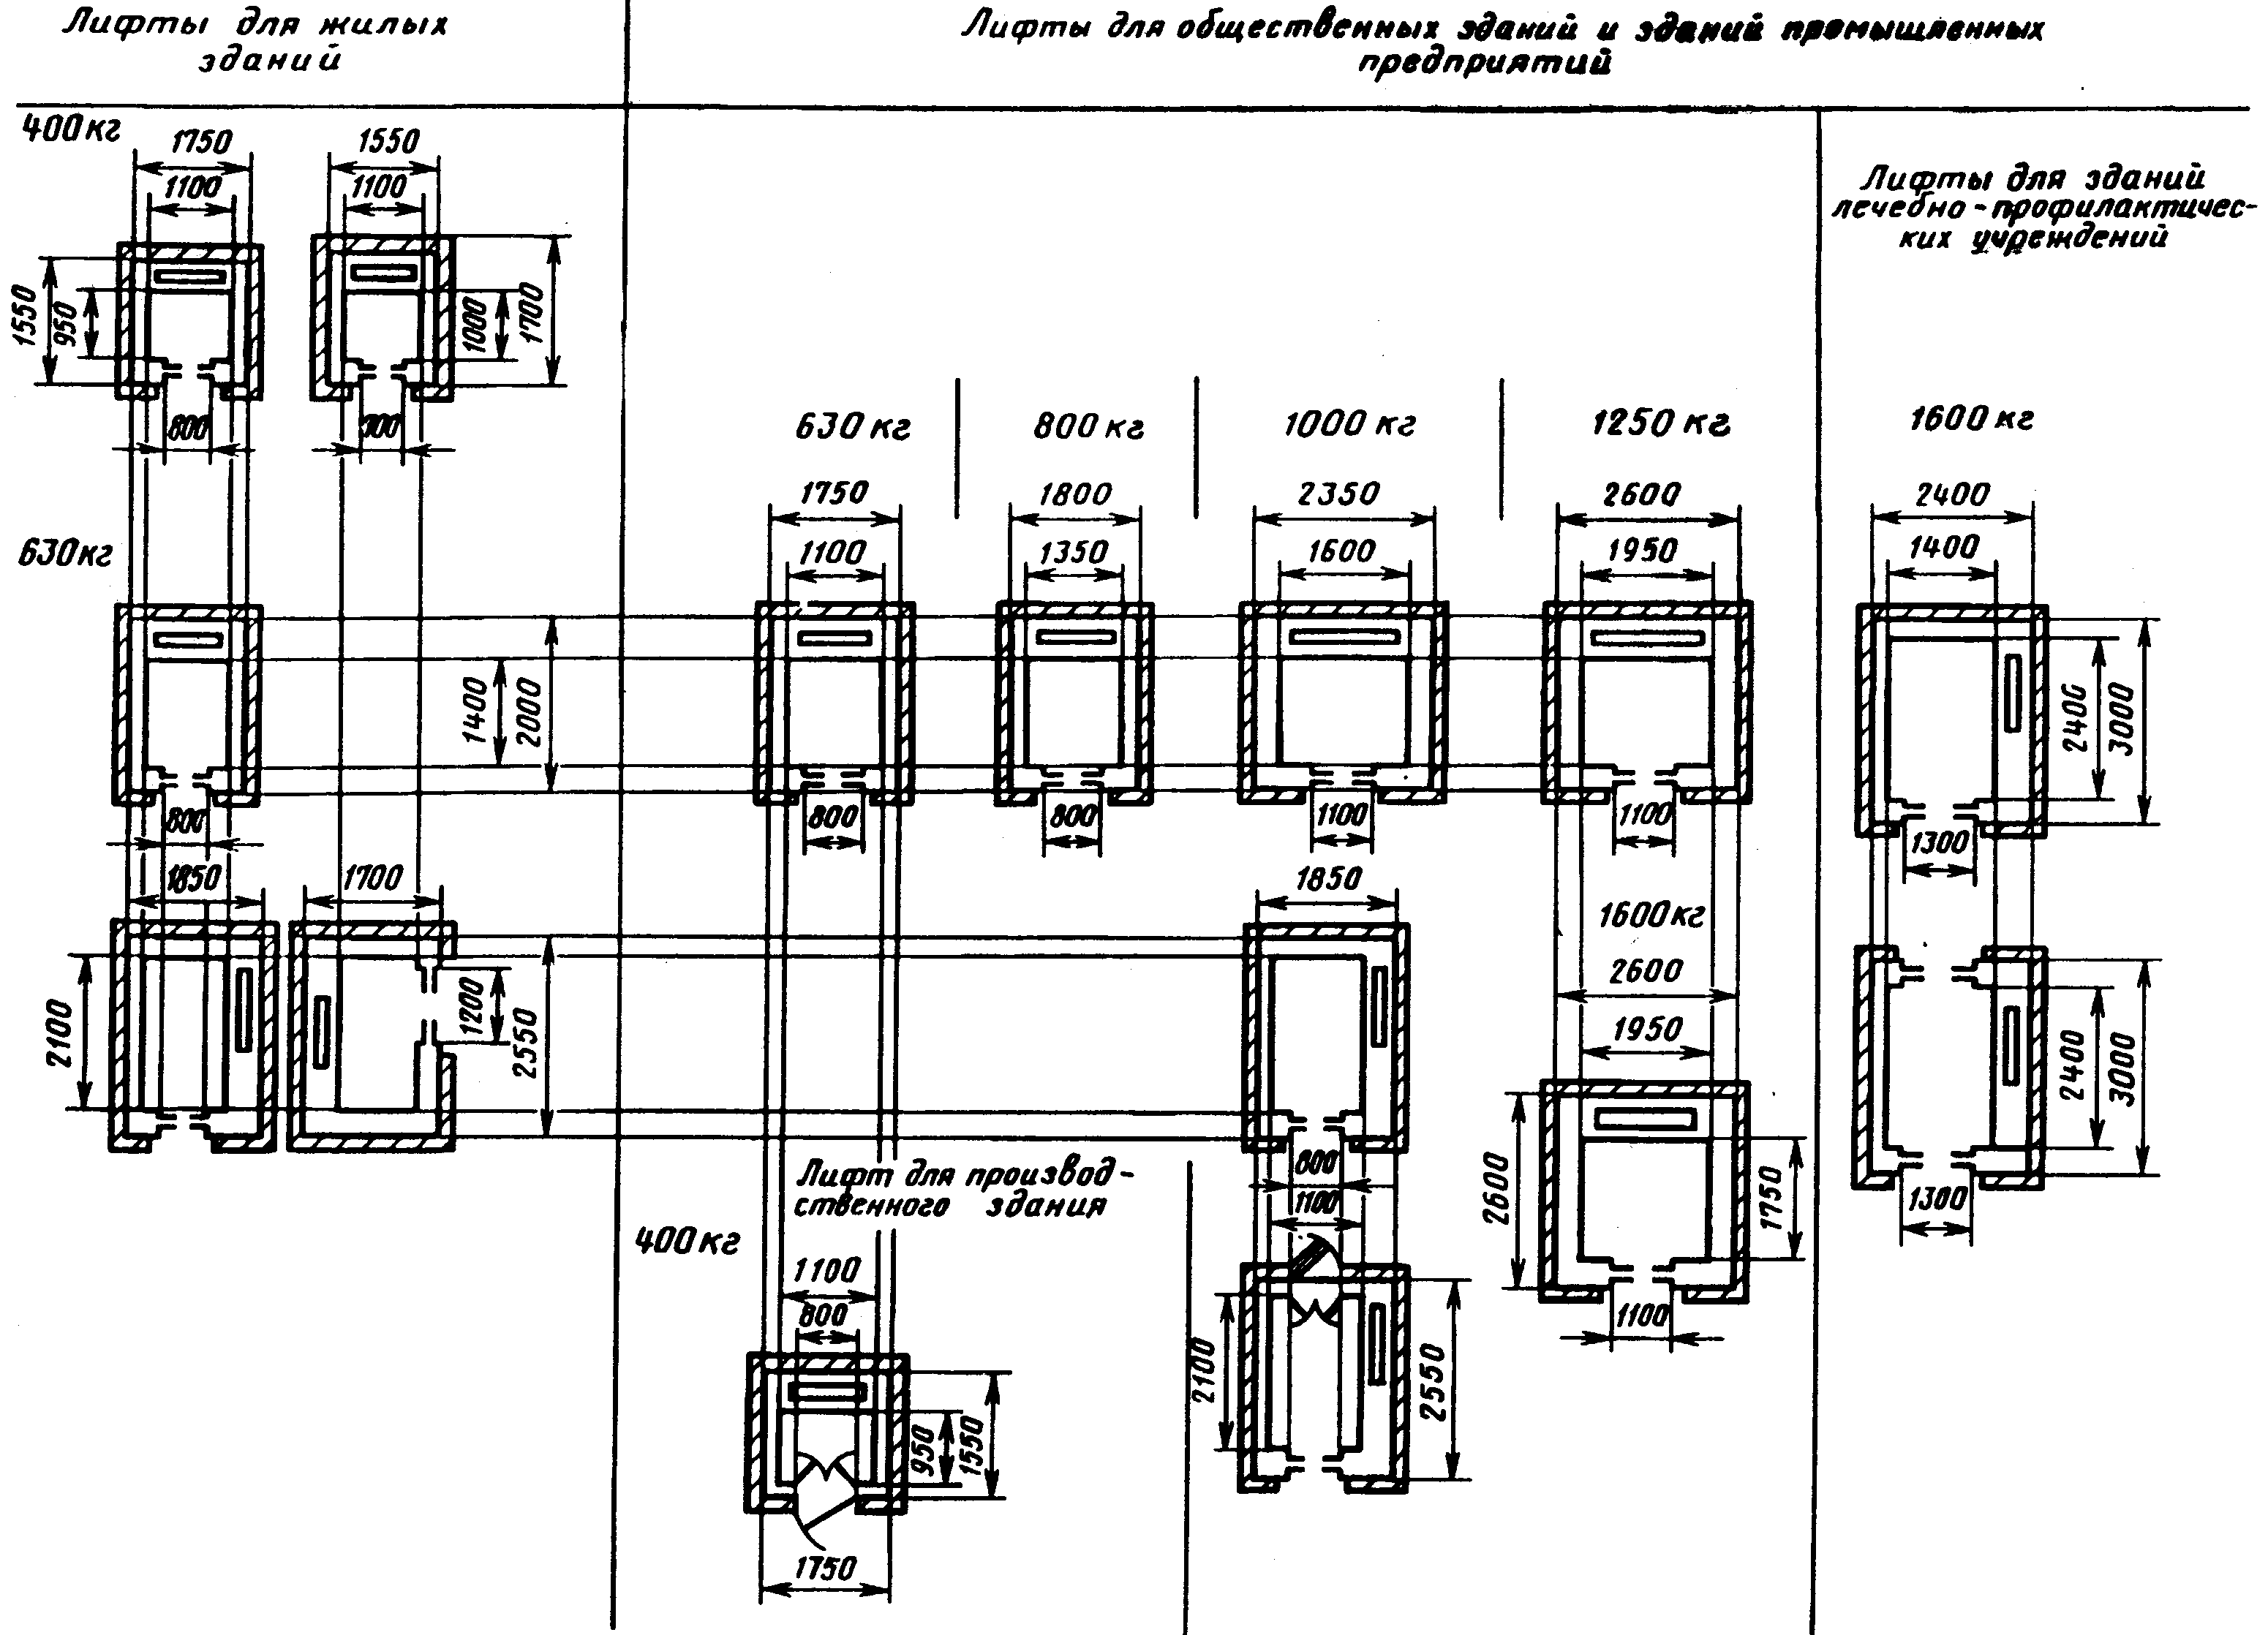 Лифты для жилых
зданий
Лифты для общественных зданий и зданий промышленных
предприятий
400кг
1750
1100
1550
950
800
1550
1100
1000
1700
700
Лифты для зданий
лечебно-профилактичес-
ких учреждений
630 кг
800 кг
1000 кг
1250 кг
1600 кг
1750
1800
2350
2600
2400
630кг
1100
1350
1600
1950
1400
1400
2000
2400
3000
800
800
800
1100
1100
1300
1850
1700
1850
1600кг
2600
1950
2100
1200
2550
2400
3000
800
1100
2600
1750
1300
Лифт для производ-
ственного здания
400кг
1100
800
1100
2100
2550
950
1550
1750